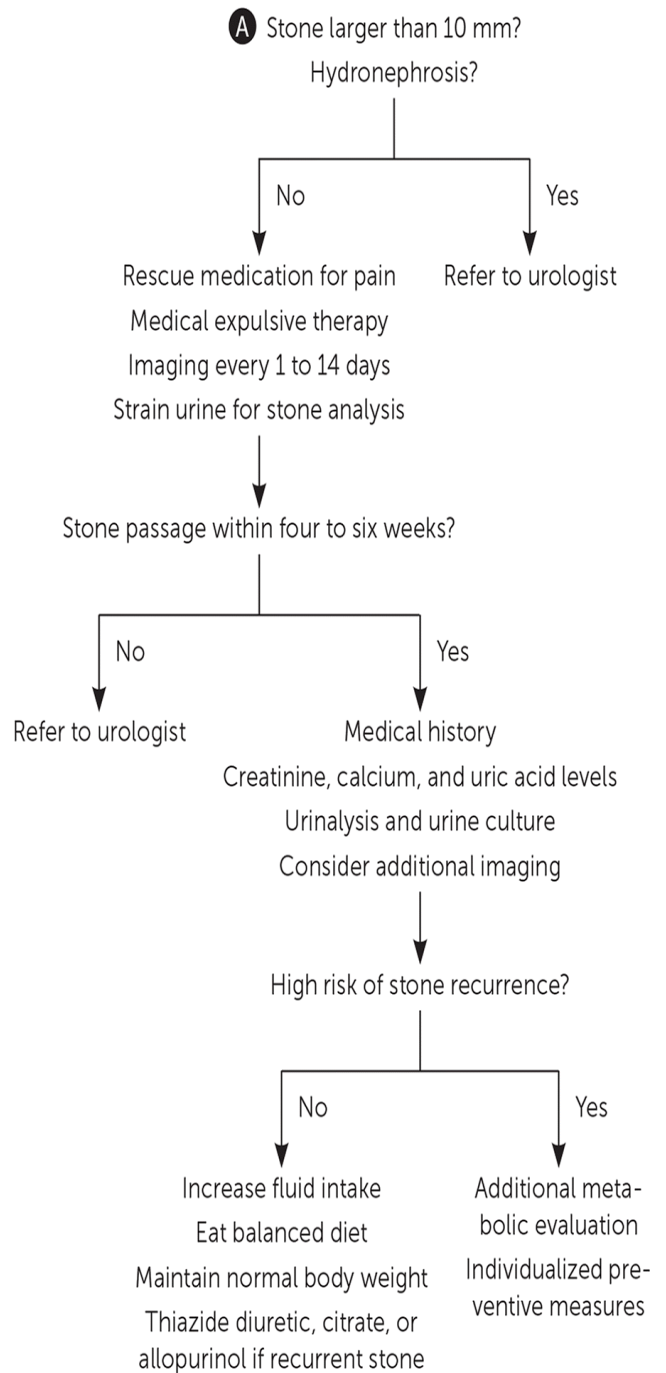 A Stone larger than 10 mm?
Hydronephrosis?
No
Yes
Rescue medication for pain
Medical expulsive therapy
Imaging every 1 to 14 days
Strain urine for stone analysis
Refer to urologist
Stone passage within four to six weeks?
No
Yes
Refer to urologist
Medical history
Creatinine, calcium, and uric acid levels
Urinalysis and urine culture
Consider additional imaging
High risk of stone recurrence?
No
Yes
Increase fluid intake
Eat balanced diet
Maintain normal body weight
Thiazide diuretic, citrate, or
allopurinol if recurrent stone
Additional meta-
bolic evaluation
Individualized pre-
ventive measures